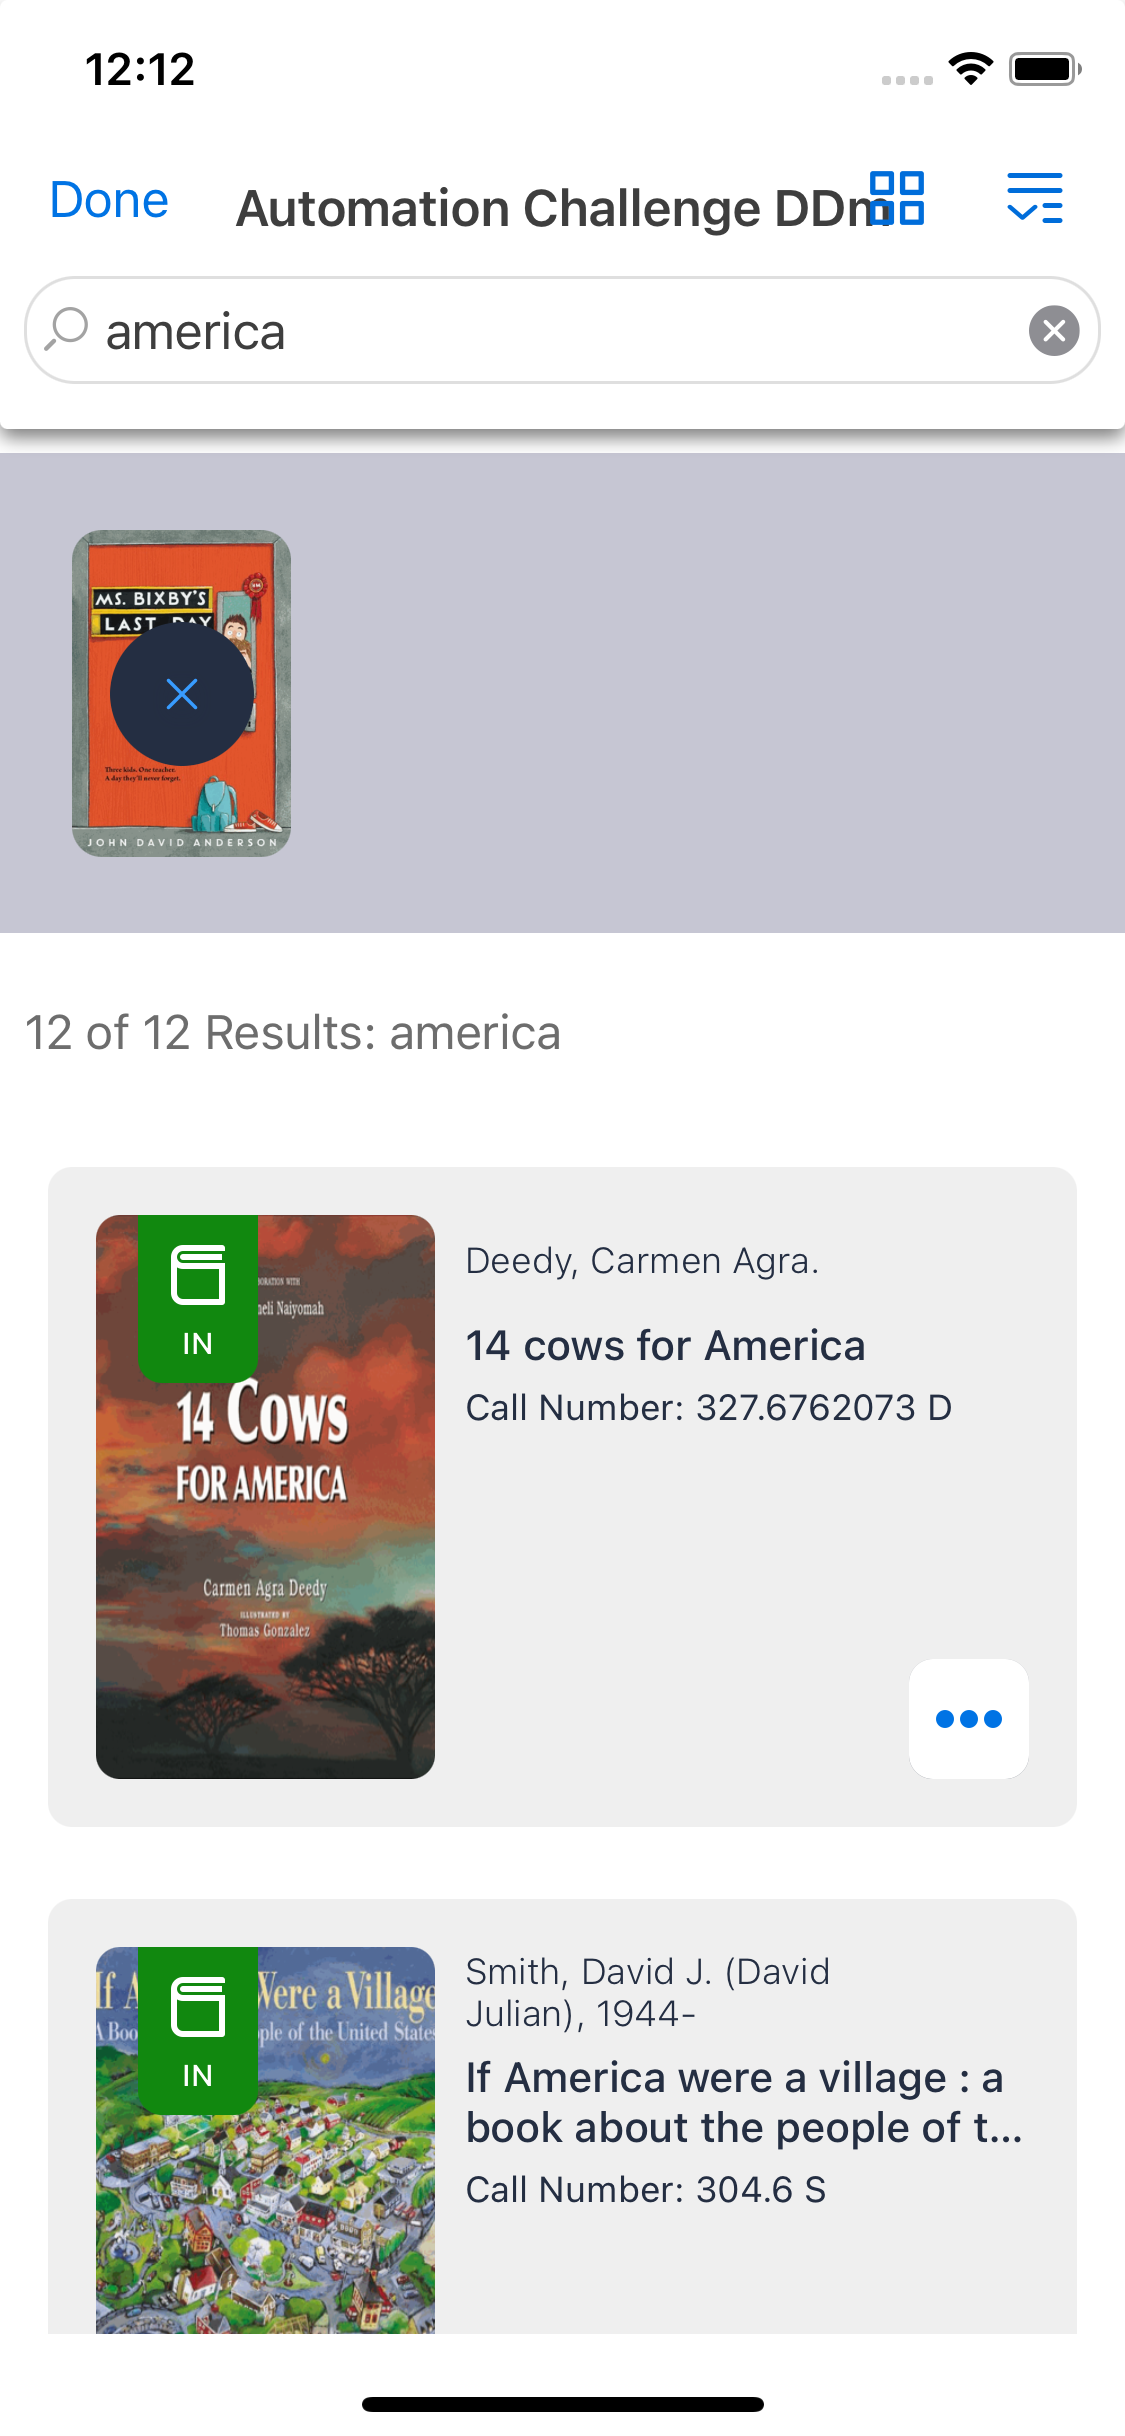 12:12
Done
Automation Challenge DDm
america
MS. BIXBY'S
LAST DAY
Three kids. One teacher.
A day they'll never forget.
JOHN DAVID ANDERSON
12 of 12 Results: america
IN
Naiyomah
14 COWS
FOR AMERICA
Carmen Agra Deedy
ILLUSTRATED BY
Thomas Gonzalez
Deedy, Carmen Agra.
14 cows for America
Call Number: 327.6762073 D
IN
If A Were a Village
A Boo ple of the United States
Smith, David J. (David
Julian), 1944-
If America were a village : a
book about the people of t...
Call Number: 304.6 S